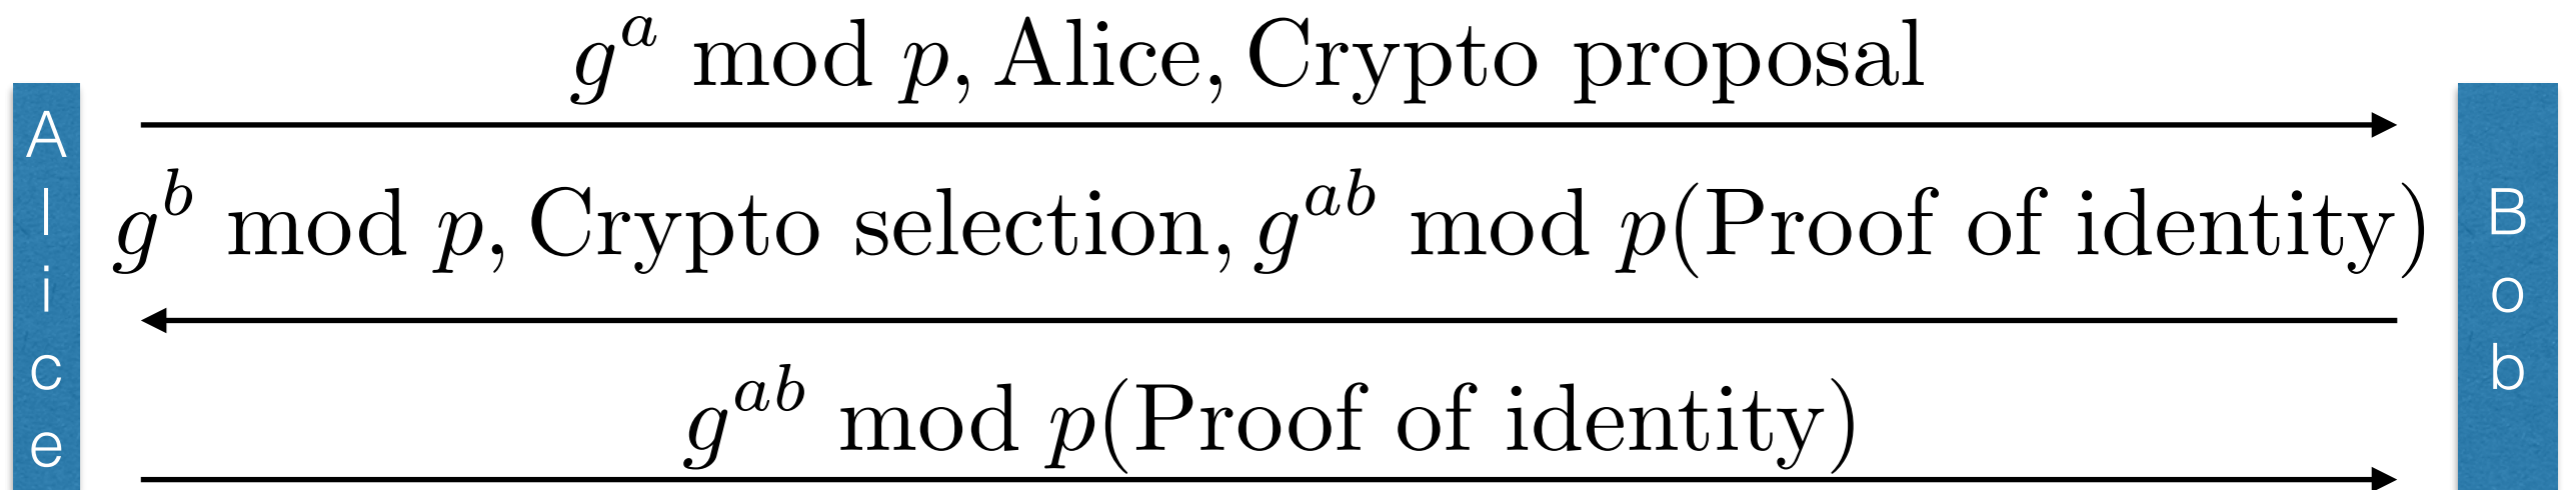 g^a mod p, Alice, Crypto proposal
Alice
g^b mod p, Crypto selection, g^{ab} mod p(Proof of identity)
Bob
g^{ab} mod p(Proof of identity)